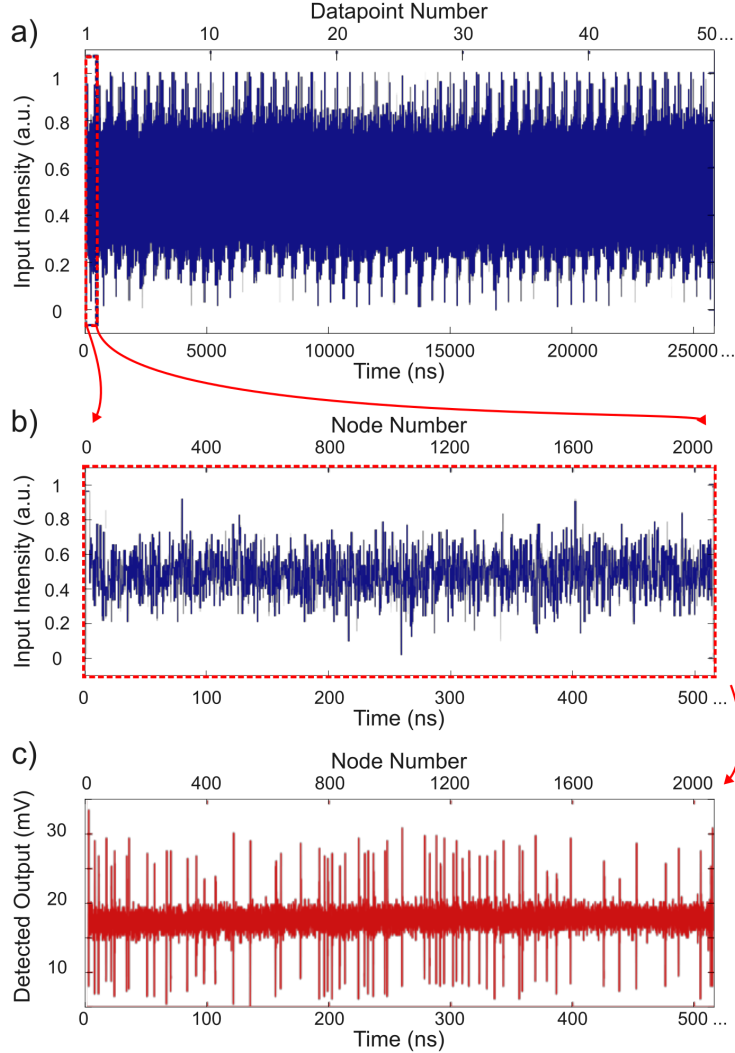 a)
Datapoint Number
1 10 20 30 40 50...
Input Intensity (a.u.)
1
0.8
0.6
0.4
0.2
0
0 5000 10000 15000 20000 25000...
Time (ns)
b)
Node Number
0 400 800 1200 1600 2000
Input Intensity (a.u.)
1
0.8
0.6
0.4
0.2
0
0 100 200 300 400 500 ...
Time (ns)
c)
Node Number
0 400 800 1200 1600 2000
Detected Output (mV)
30
20
10
0 100 200 300 400 500 ...
Time (ns)